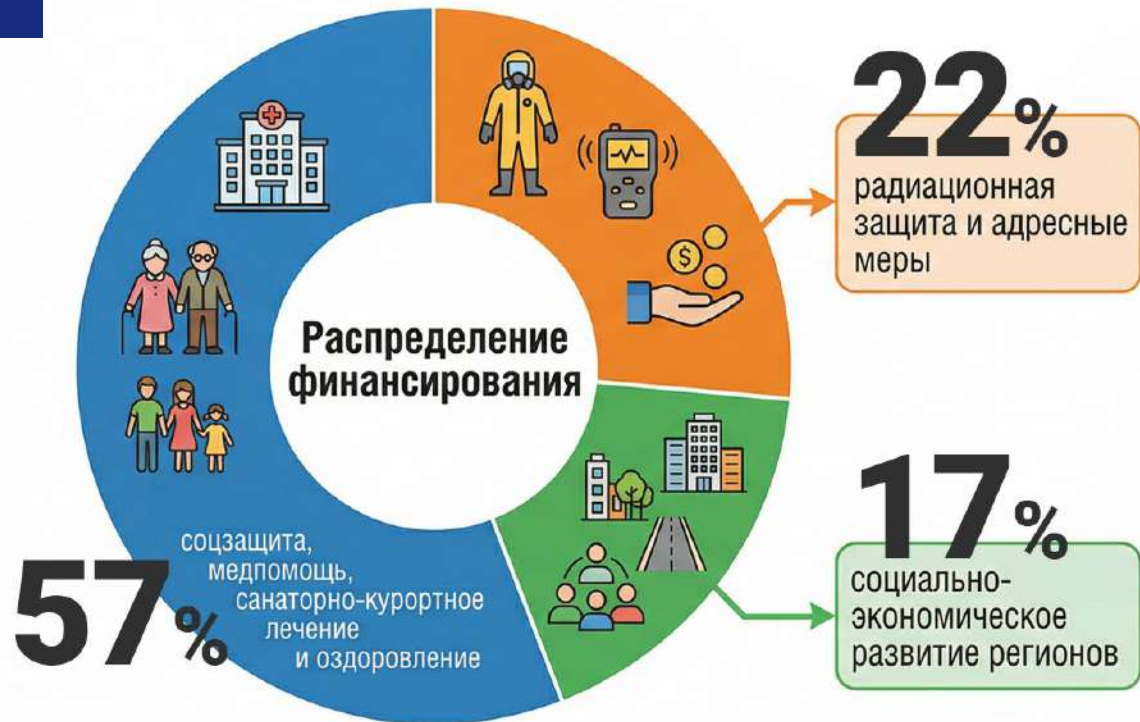 Распределение
финансирования
22%
радиационная
защита и адресные
меры
17%
социально-
экономическое
развитие регионов
57%
соцзащита,
медпомощь,
санаторно-курортное
лечение
и оздоровление